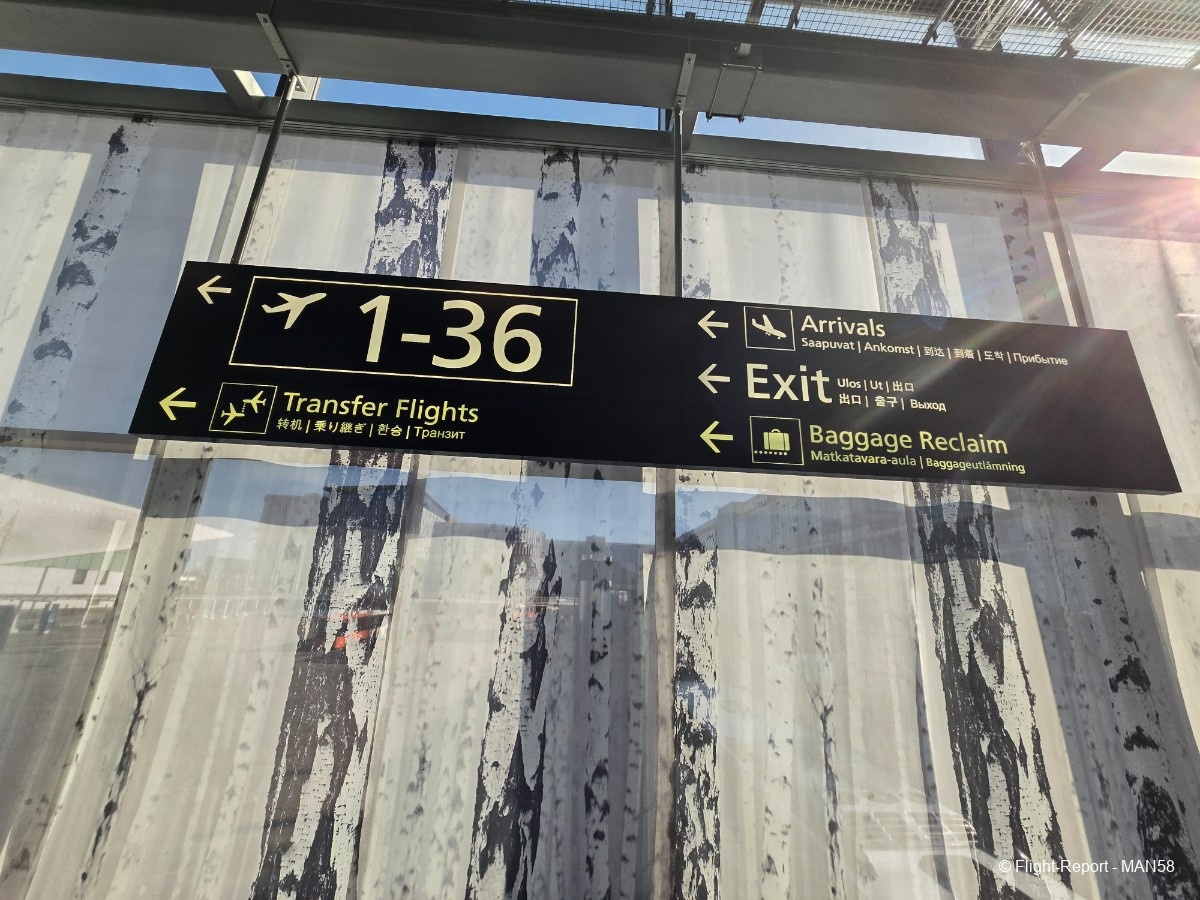 1-36
Transfer Flights
转机 | 乗り継ぎ | 환승 | Транзит
Arrivals
Saapuvat | Ankomst | 到达 | 到着 | 도착 | Прибытие
Exit
Ulos | Ut | 出口
出口 | 출구 | Выход
Baggage Reclaim
Matkatavara-aula | Baggageutlämning
© Flight-Report - MAN58